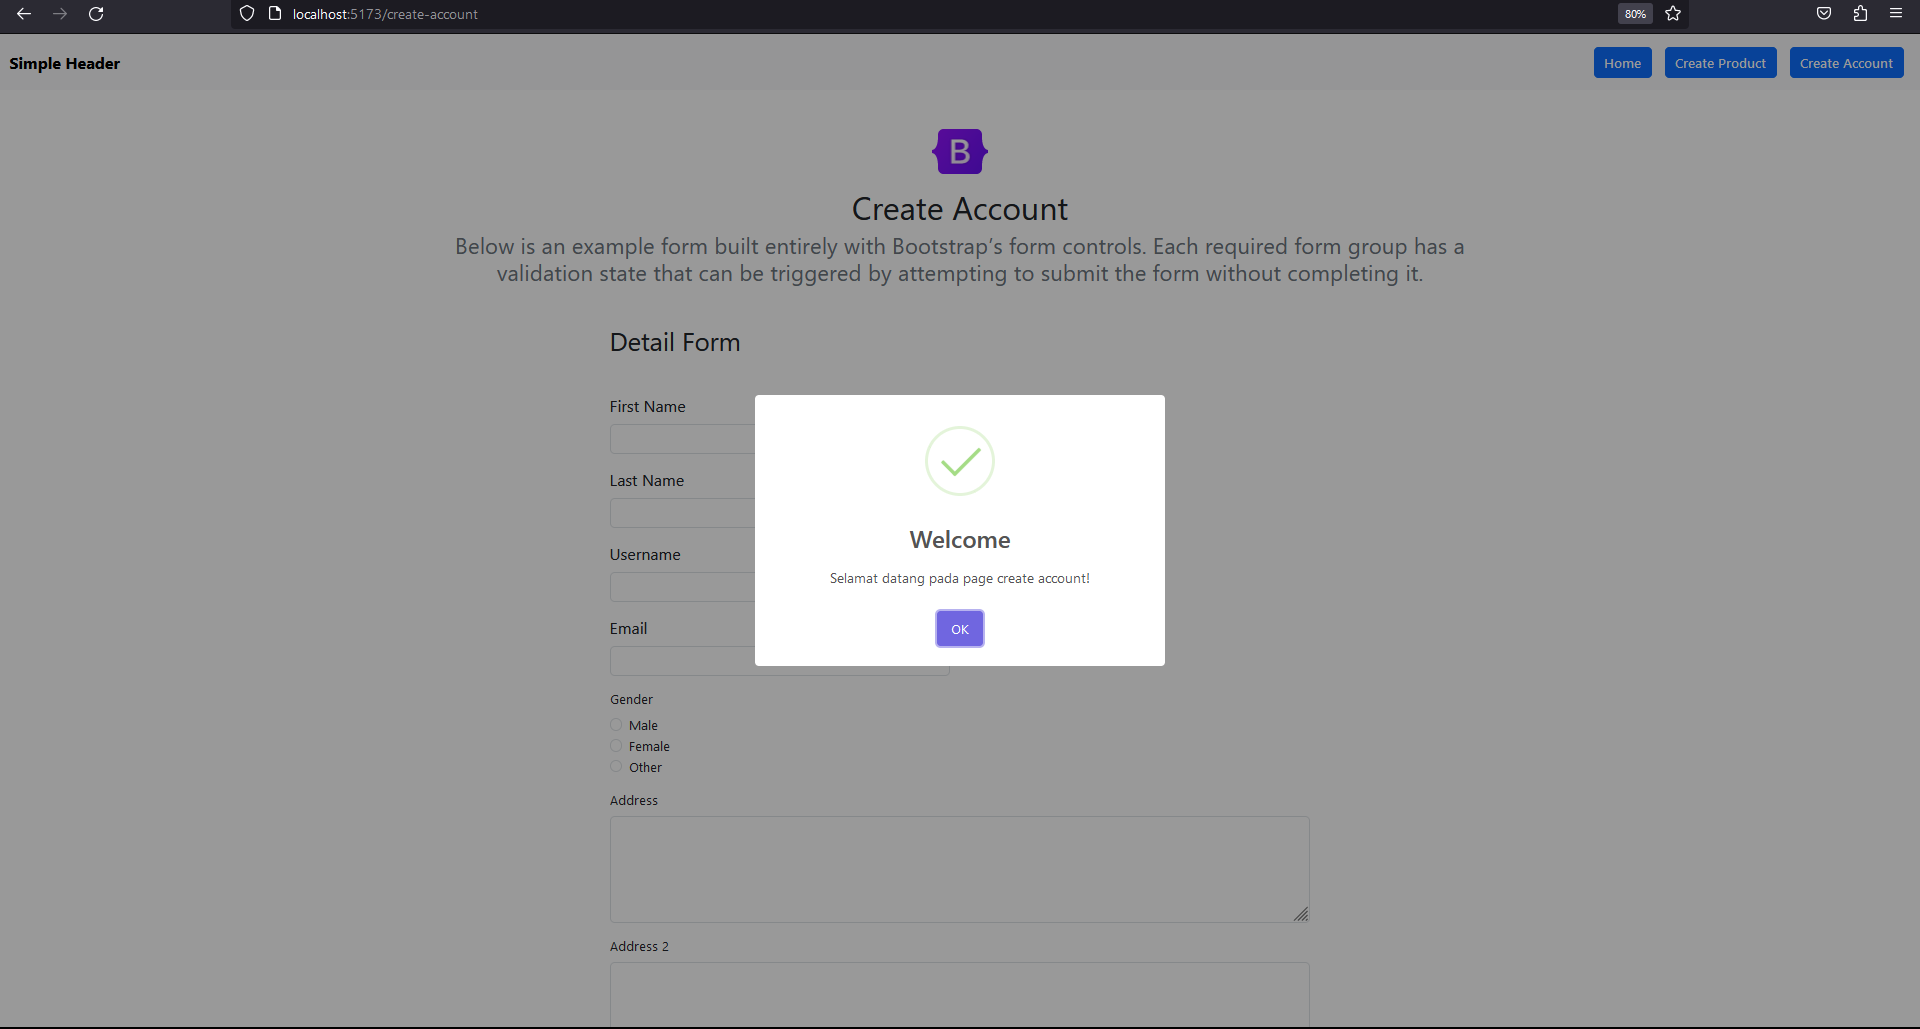 localhost:5173/create-account
80%
Simple Header
Home
Create Product
Create Account
B
Create Account
Below is an example form built entirely with Bootstrap’s form controls. Each required form group has a
validation state that can be triggered by attempting to submit the form without completing it.
Detail Form
First Name
Last Name
Username
Email
Welcome
Selamat datang pada page create account!
OK
Gender
Male
Female
Other
Address
Address 2